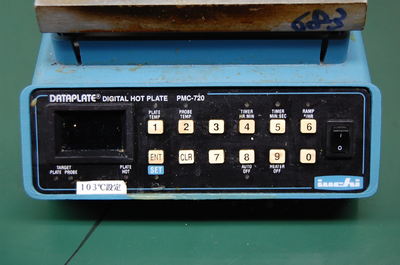 DATAPLATE® DIGITAL HOT PLATE PMC-720
PLATE TEMP
PROBE TEMP
TIMER HR:MIN
TIMER MIN:SEC
RAMP
1 2 3 4 5 6
ENT CLR 7 8 9 0
SET
AUTO OFF
HEATER OFF
TARGET
PLATE PROBE
PLATE HOT
103℃設定
iuchi